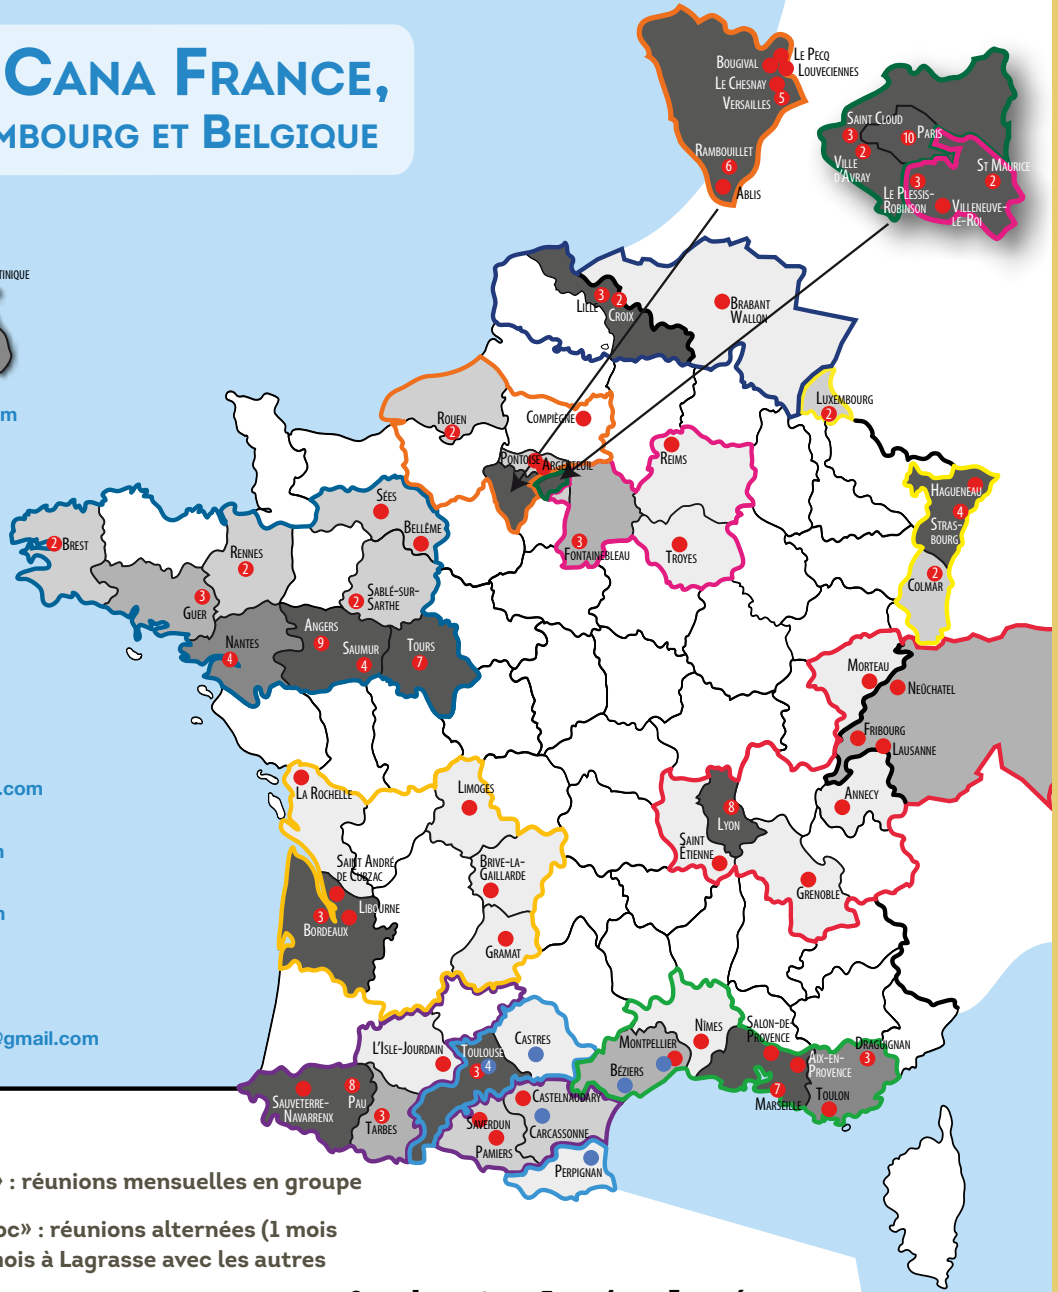 Cana France,
mbourg et Belgique
tinique
m
.com
n
n
@gmail.com
Bougival
Le Pecq
Louveciennes
Le Chesnay
Versailles
5
Rambouillet
6
Ablis
Saint Cloud
3
10
Paris
2
Ville
d'Avray
St Maurice
2
3
Le Plessis-
Robinson
Villeneuve-
le-Roi
Lille
3
2
Croix
Brabant
Wallon
Luxembourg
2
Rouen
2
Compiègne
Pontoise
Argenteuil
Reims
Hagueneau
4
Stras-
bourg
Sées
Bellême
3
Fontainebleau
Troyes
2
Colmar
2
Brest
Rennes
2
3
Guer
2
Sablé-sur-
Sarthe
Nantes
4
Angers
9
Saumur
4
Tours
7
Morteau
Neûchatel
Fribourg
Lausanne
La Rochelle
Limoges
8
Lyon
Annecy
Saint
Etienne
Saint André
de Cubzac
Brive-la-
Gaillarde
Grenoble
3
Libourne
Bordeaux
Gramat
L'Isle-Jourdain
Toulouse
3
4
Castres
Montpellier
Béziers
Nîmes
Salon-de-
Provence
Aix-en-
Provence
Draguignan
3
7
Marseille
Toulon
Sauveterre-
Navarrenx
8
Pau
3
Tarbes
Castelnaudary
Saverdun
Carcassonne
Pamiers
Perpignan
» : réunions mensuelles en groupe
oc» : réunions alternées (1 mois
mois à Lagrasse avec les autres